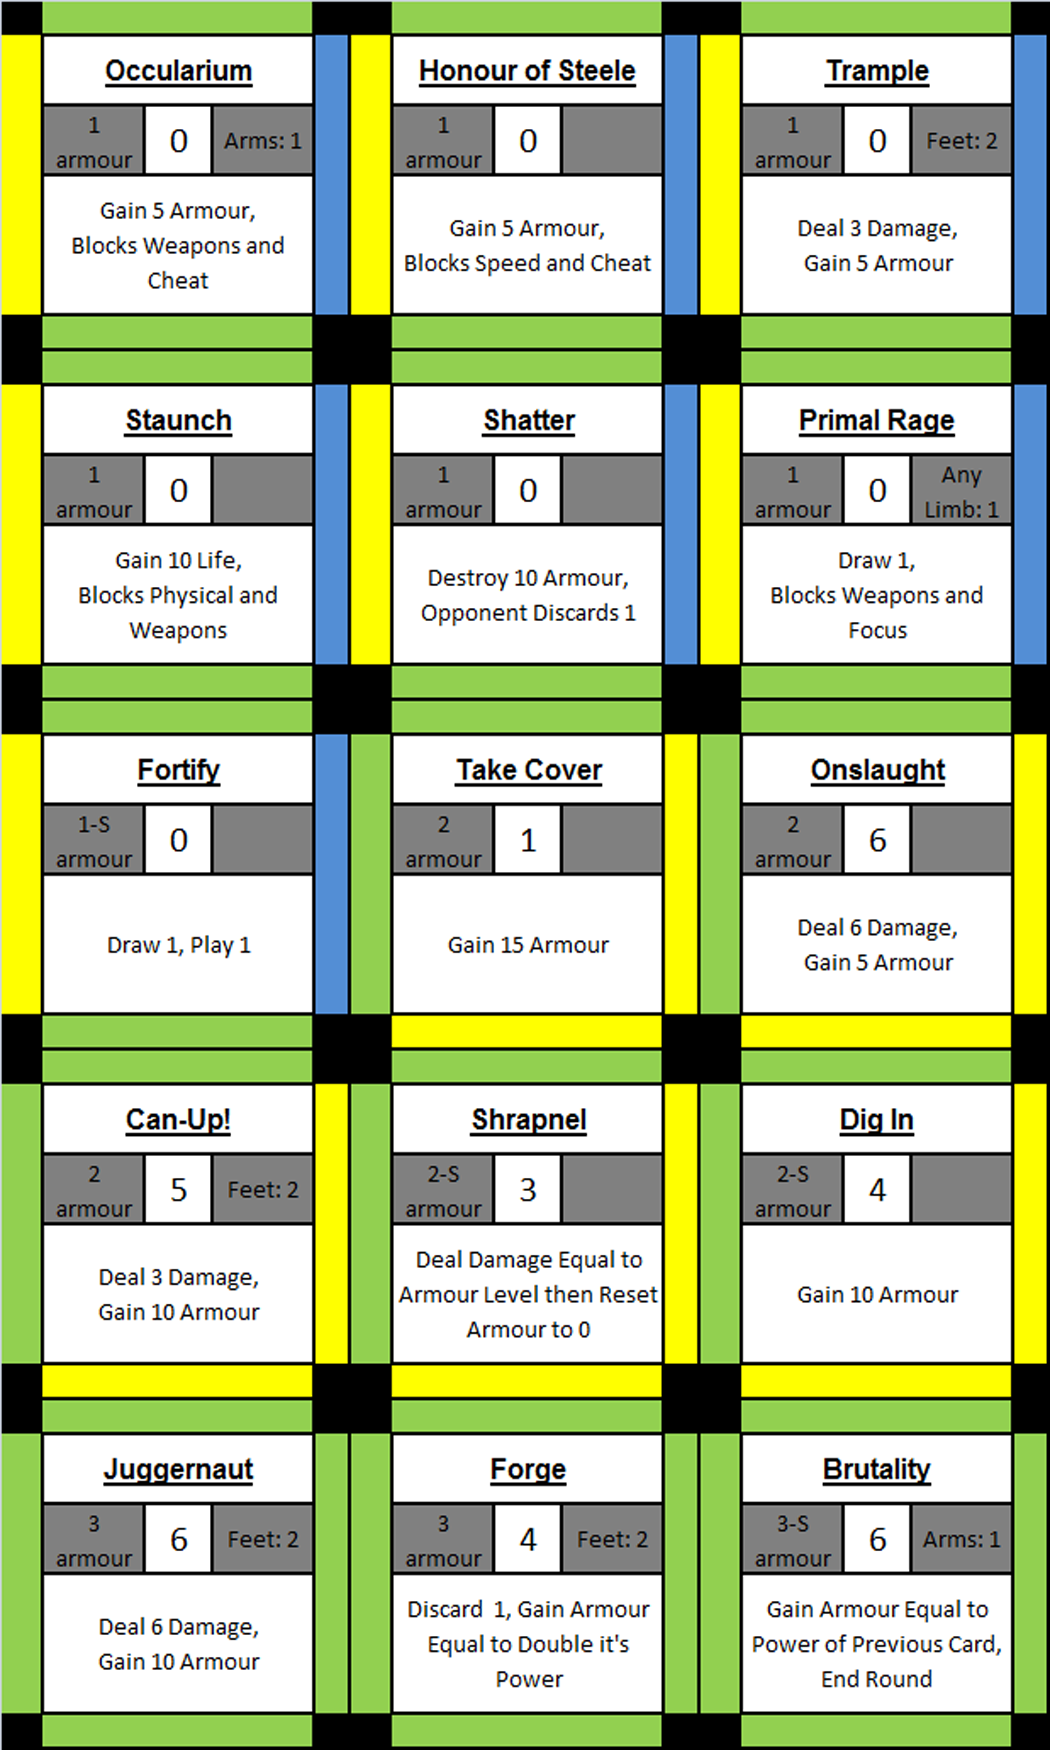 Occularium
1
armour
0
Arms: 1
Gain 5 Armour,
Blocks Weapons and
Cheat
Honour of Steele
1
armour
0
Gain 5 Armour,
Blocks Speed and Cheat
Trample
1
armour
0
Feet: 2
Deal 3 Damage,
Gain 5 Armour
Staunch
1
armour
0
Gain 10 Life,
Blocks Physical and
Weapons
Shatter
1
armour
0
Destroy 10 Armour,
Opponent Discards 1
Primal Rage
1
armour
0
Any
Limb: 1
Draw 1,
Blocks Weapons and
Focus
Fortify
1-S
armour
0
Draw 1, Play 1
Take Cover
2
armour
1
Gain 15 Armour
Onslaught
2
armour
6
Deal 6 Damage,
Gain 5 Armour
Can-Up!
2
armour
5
Feet: 2
Deal 3 Damage,
Gain 10 Armour
Shrapnel
2-S
armour
3
Deal Damage Equal to
Armour Level then Reset
Armour to 0
Dig In
2-S
armour
4
Gain 10 Armour
Juggernaut
3
armour
6
Feet: 2
Deal 6 Damage,
Gain 10 Armour
Forge
3
armour
4
Feet: 2
Discard  1, Gain Armour
Equal to Double it's
Power
Brutality
3-S
armour
6
Arms: 1
Gain Armour Equal to
Power of Previous Card,
End Round